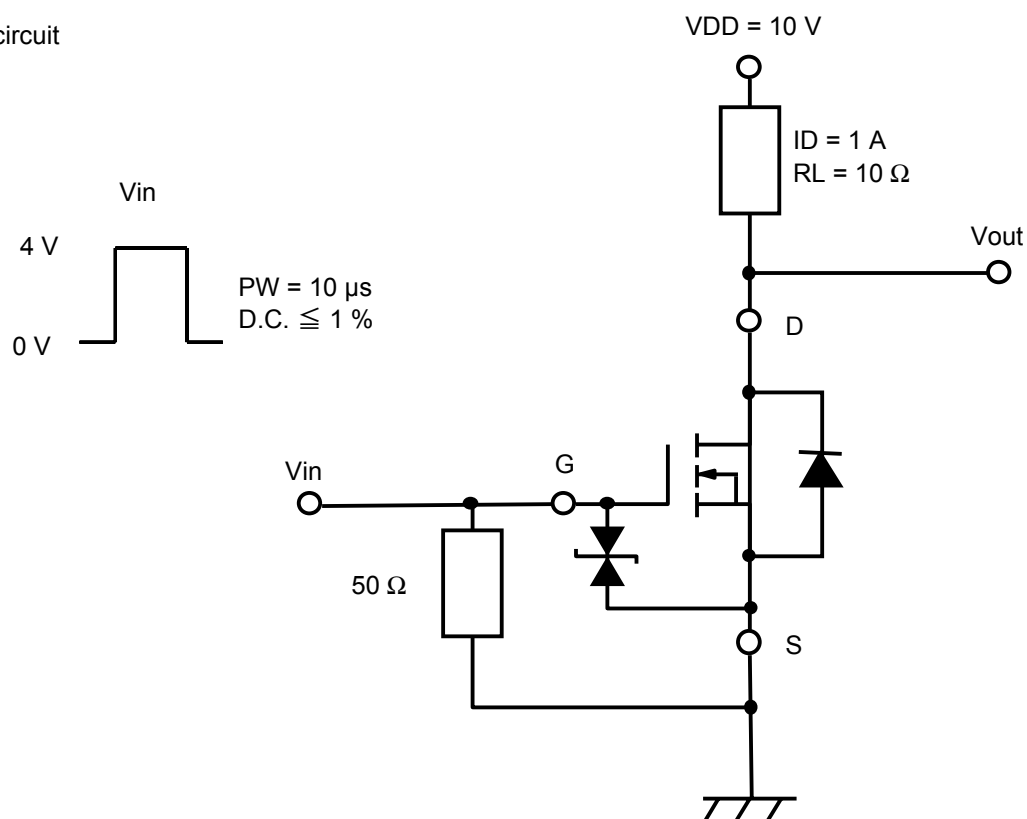 circuit
VDD = 10 V
ID = 1 A
RL = 10 Ω
Vin
4 V
PW = 10 μs
D.C. ≦ 1 %
0 V
Vout
D
Vin
G
50 Ω
S